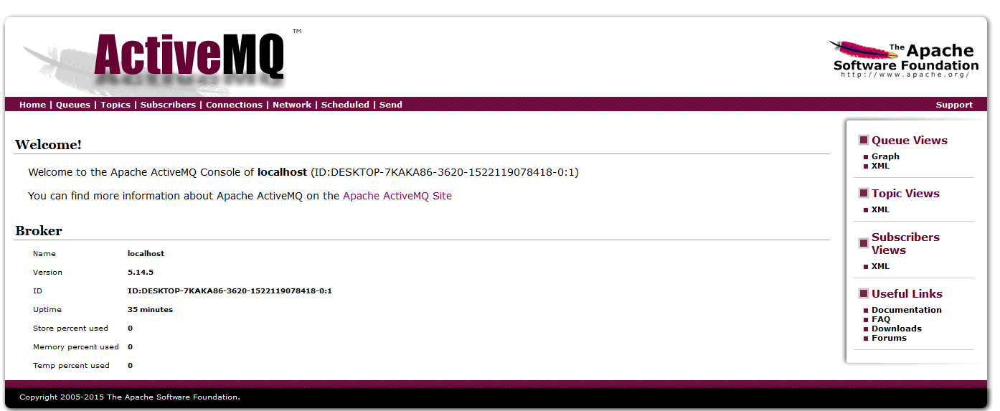 ActiveMQ ™
The Apache
Software Foundation
http://www.apache.org/
Home | Queues | Topics | Subscribers | Connections | Network | Scheduled | Send
Support
Welcome!
Welcome to the Apache ActiveMQ Console of localhost (ID:DESKTOP-7KAKA86-3620-1522119078418-0:1)
You can find more information about Apache ActiveMQ on the Apache ActiveMQ Site
Broker
Name localhost
Version 5.14.5
ID ID:DESKTOP-7KAKA86-3620-1522119078418-0:1
Uptime 35 minutes
Store percent used 0
Memory percent used 0
Temp percent used 0
Queue Views
Graph
XML
Topic Views
XML
Subscribers
Views
XML
Useful Links
Documentation
FAQ
Downloads
Forums
Copyright 2005-2015 The Apache Software Foundation.